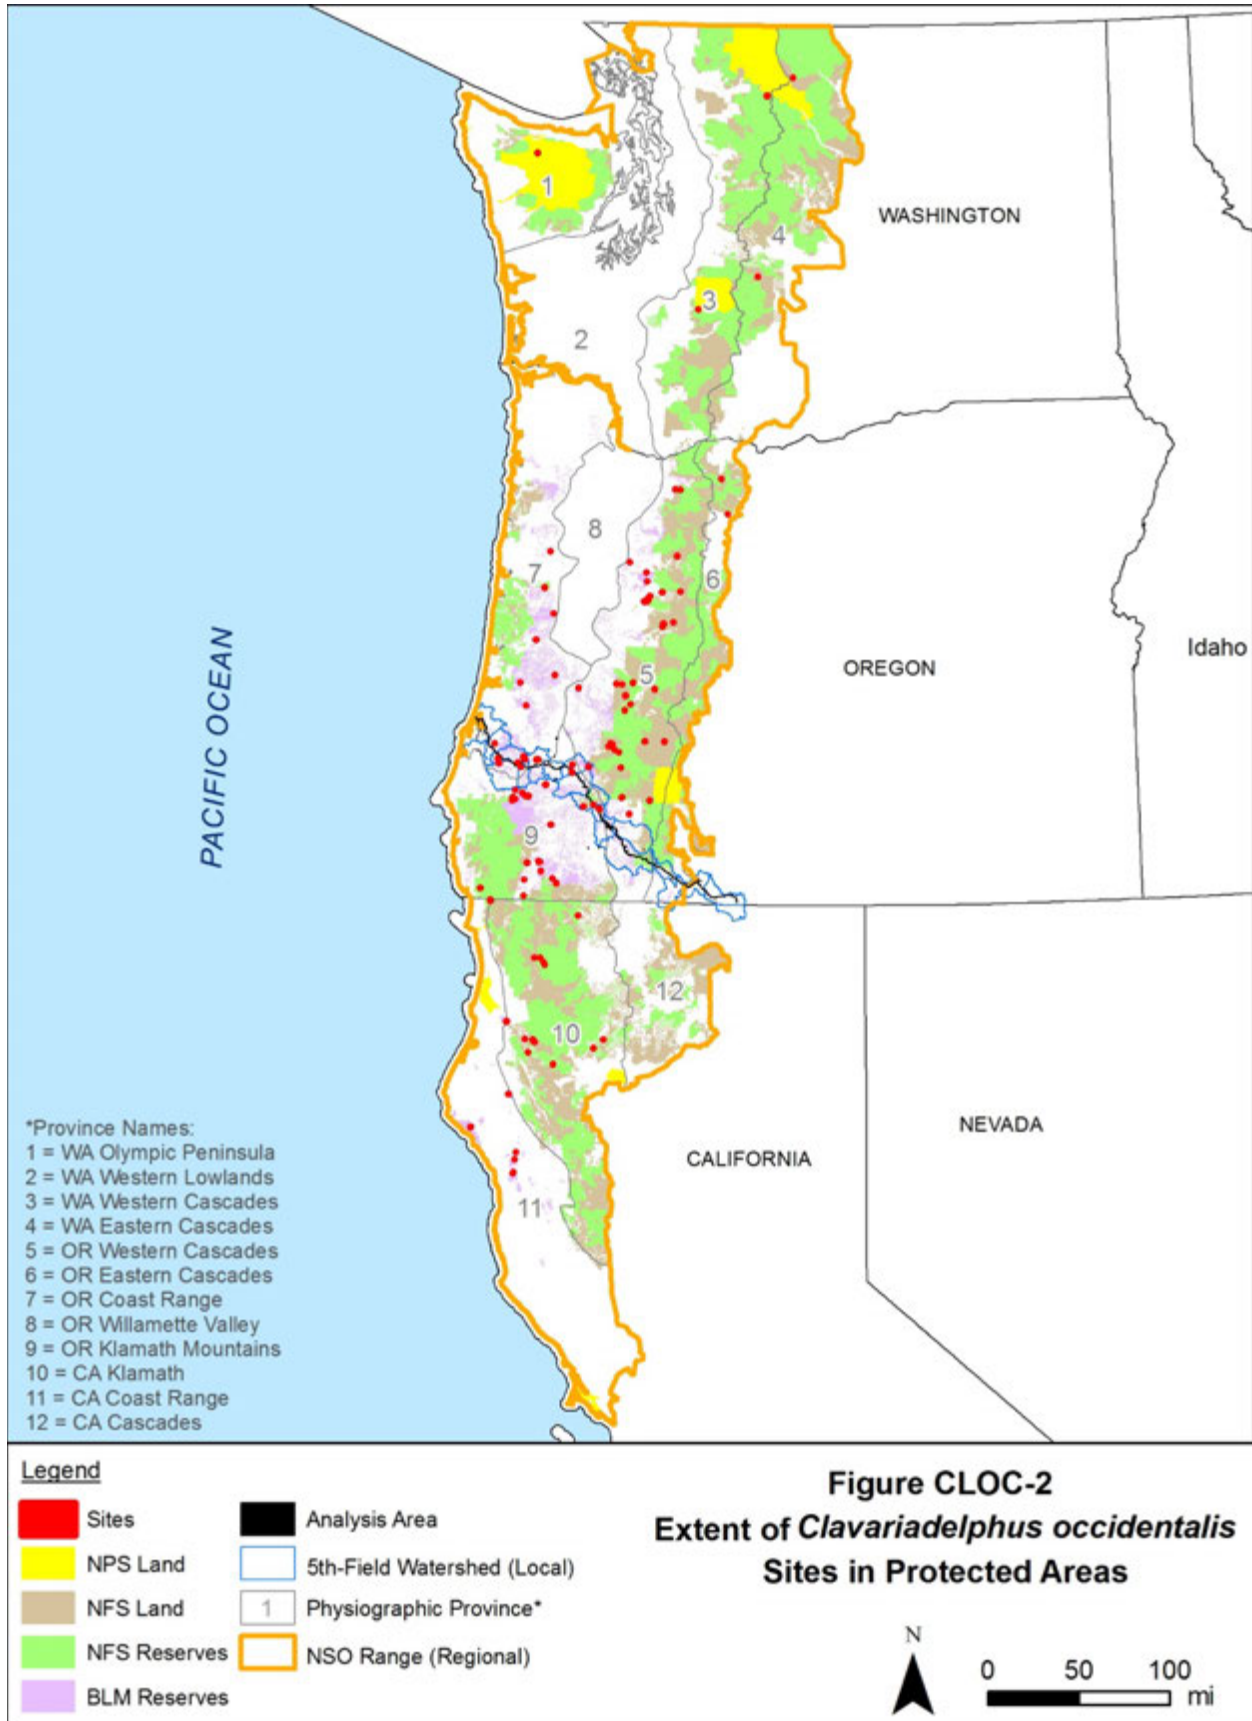 1
WASHINGTON
4
3
2
8
7
6
PACIFIC OCEAN
5
OREGON
Idaho
9
12
10
NEVADA
CALIFORNIA
11
*Province Names:
1 = WA Olympic Peninsula
2 = WA Western Lowlands
3 = WA Western Cascades
4 = WA Eastern Cascades
5 = OR Western Cascades
6 = OR Eastern Cascades
7 = OR Coast Range
8 = OR Willamette Valley
9 = OR Klamath Mountains
10 = CA Klamath
11 = CA Coast Range
12 = CA Cascades
Legend
Sites
NPS Land
NFS Land
NFS Reserves
BLM Reserves
Analysis Area
5th-Field Watershed (Local)
1 Physiographic Province*
NSO Range (Regional)
Figure CLOC-2
Extent of Clavariadelphus occidentalis
Sites in Protected Areas
N
0 50 100
mi